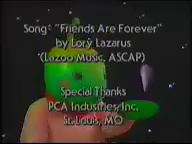 Song: "Friends Are Forever"
by Lory Lazarus
(Lazoo Music, ASCAP)
Special Thanks
PCA Industries, Inc.
St. Louis, MO